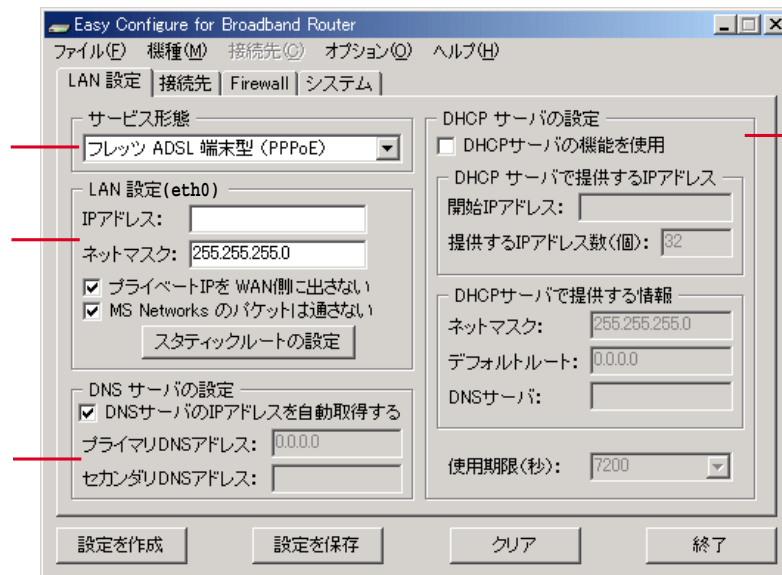 Easy Configure for Broadband Router
ファイル(F) 機種(M) 接続先(C) オプション(O) ヘルプ(H)
LAN 設定 接続先 Firewall システム
サービス形態
フレッツ ADSL 端末型 (PPPoE)
LAN 設定(eth0)
IPアドレス:
ネットマスク: 255.255.255.0
プライベートIPを WAN側に出さない
MS Networks のパケットは通さない
スタティックルートの設定
DNS サーバの設定
DNSサーバのIPアドレスを自動取得する
プライマリDNSアドレス: 0.0.0.0
セカンダリDNSアドレス:
DHCP サーバの設定
DHCPサーバの機能を使用
DHCP サーバで提供するIPアドレス
開始IPアドレス:
提供するIPアドレス数(個): 32
DHCPサーバで提供する情報
ネットマスク: 255.255.255.0
デフォルトルート: 0.0.0.0
DNSサーバ:
使用期限(秒): 7200
設定を作成 設定を保存 クリア 終了